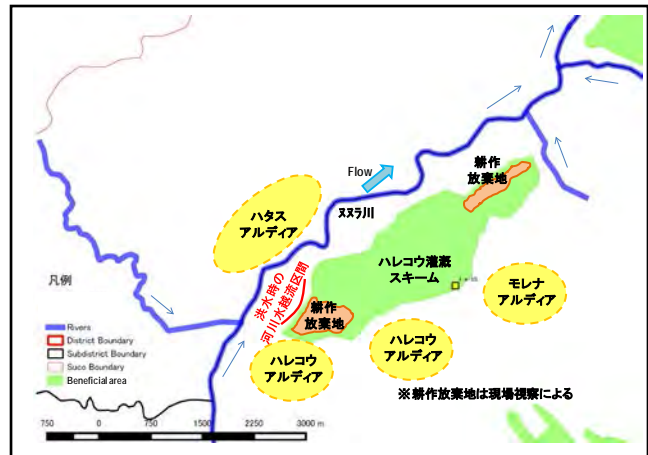 耕作
放棄地
Flow
ハタス
アルディア
ヌヌラ川
ハレコウ灌漑
スキーム
凡例
洪水時の
河川水越流区間
モレナ
アルディア
耕作
放棄地
Rivers
District Boundary
Subdistrict Boundary
Suco Boundary
Beneficial area
ハレコウ
アルディア
ハレコウ
アルディア
※耕作放棄地は現場視察による
750 0 750 1500 2250 3000 m